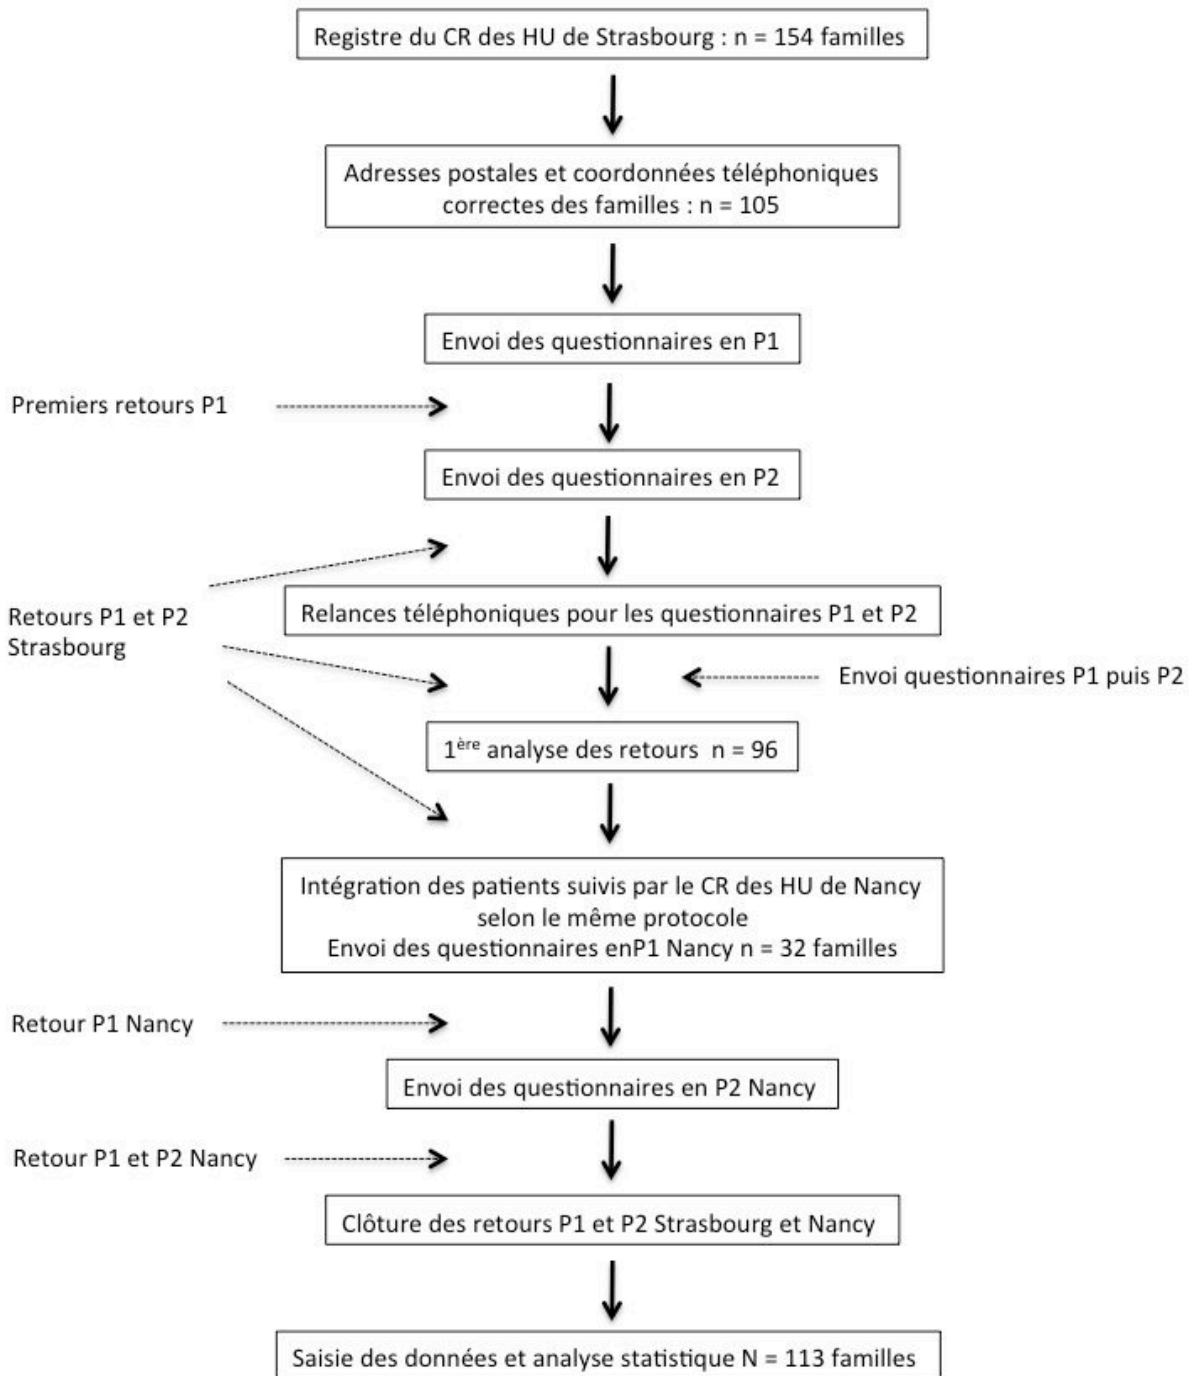 Registre du CR des HU de Strasbourg : n = 154 familles
Adresses postales et coordonnées téléphoniques
correctes des familles : n = 105
Envoi des questionnaires en P1
Premiers retours P1
Envoi des questionnaires en P2
Retours P1 et P2
Strasbourg
Relances téléphoniques pour les questionnaires P1 et P2
Envoi questionnaires P1 puis P2
1ère analyse des retours n = 96
Intégration des patients suivis par le CR des HU de Nancy
selon le même protocole
Envoi des questionnaires enP1 Nancy n = 32 familles
Retour P1 Nancy
Envoi des questionnaires en P2 Nancy
Retour P1 et P2 Nancy
Clôture des retours P1 et P2 Strasbourg et Nancy
Saisie des données et analyse statistique N = 113 familles